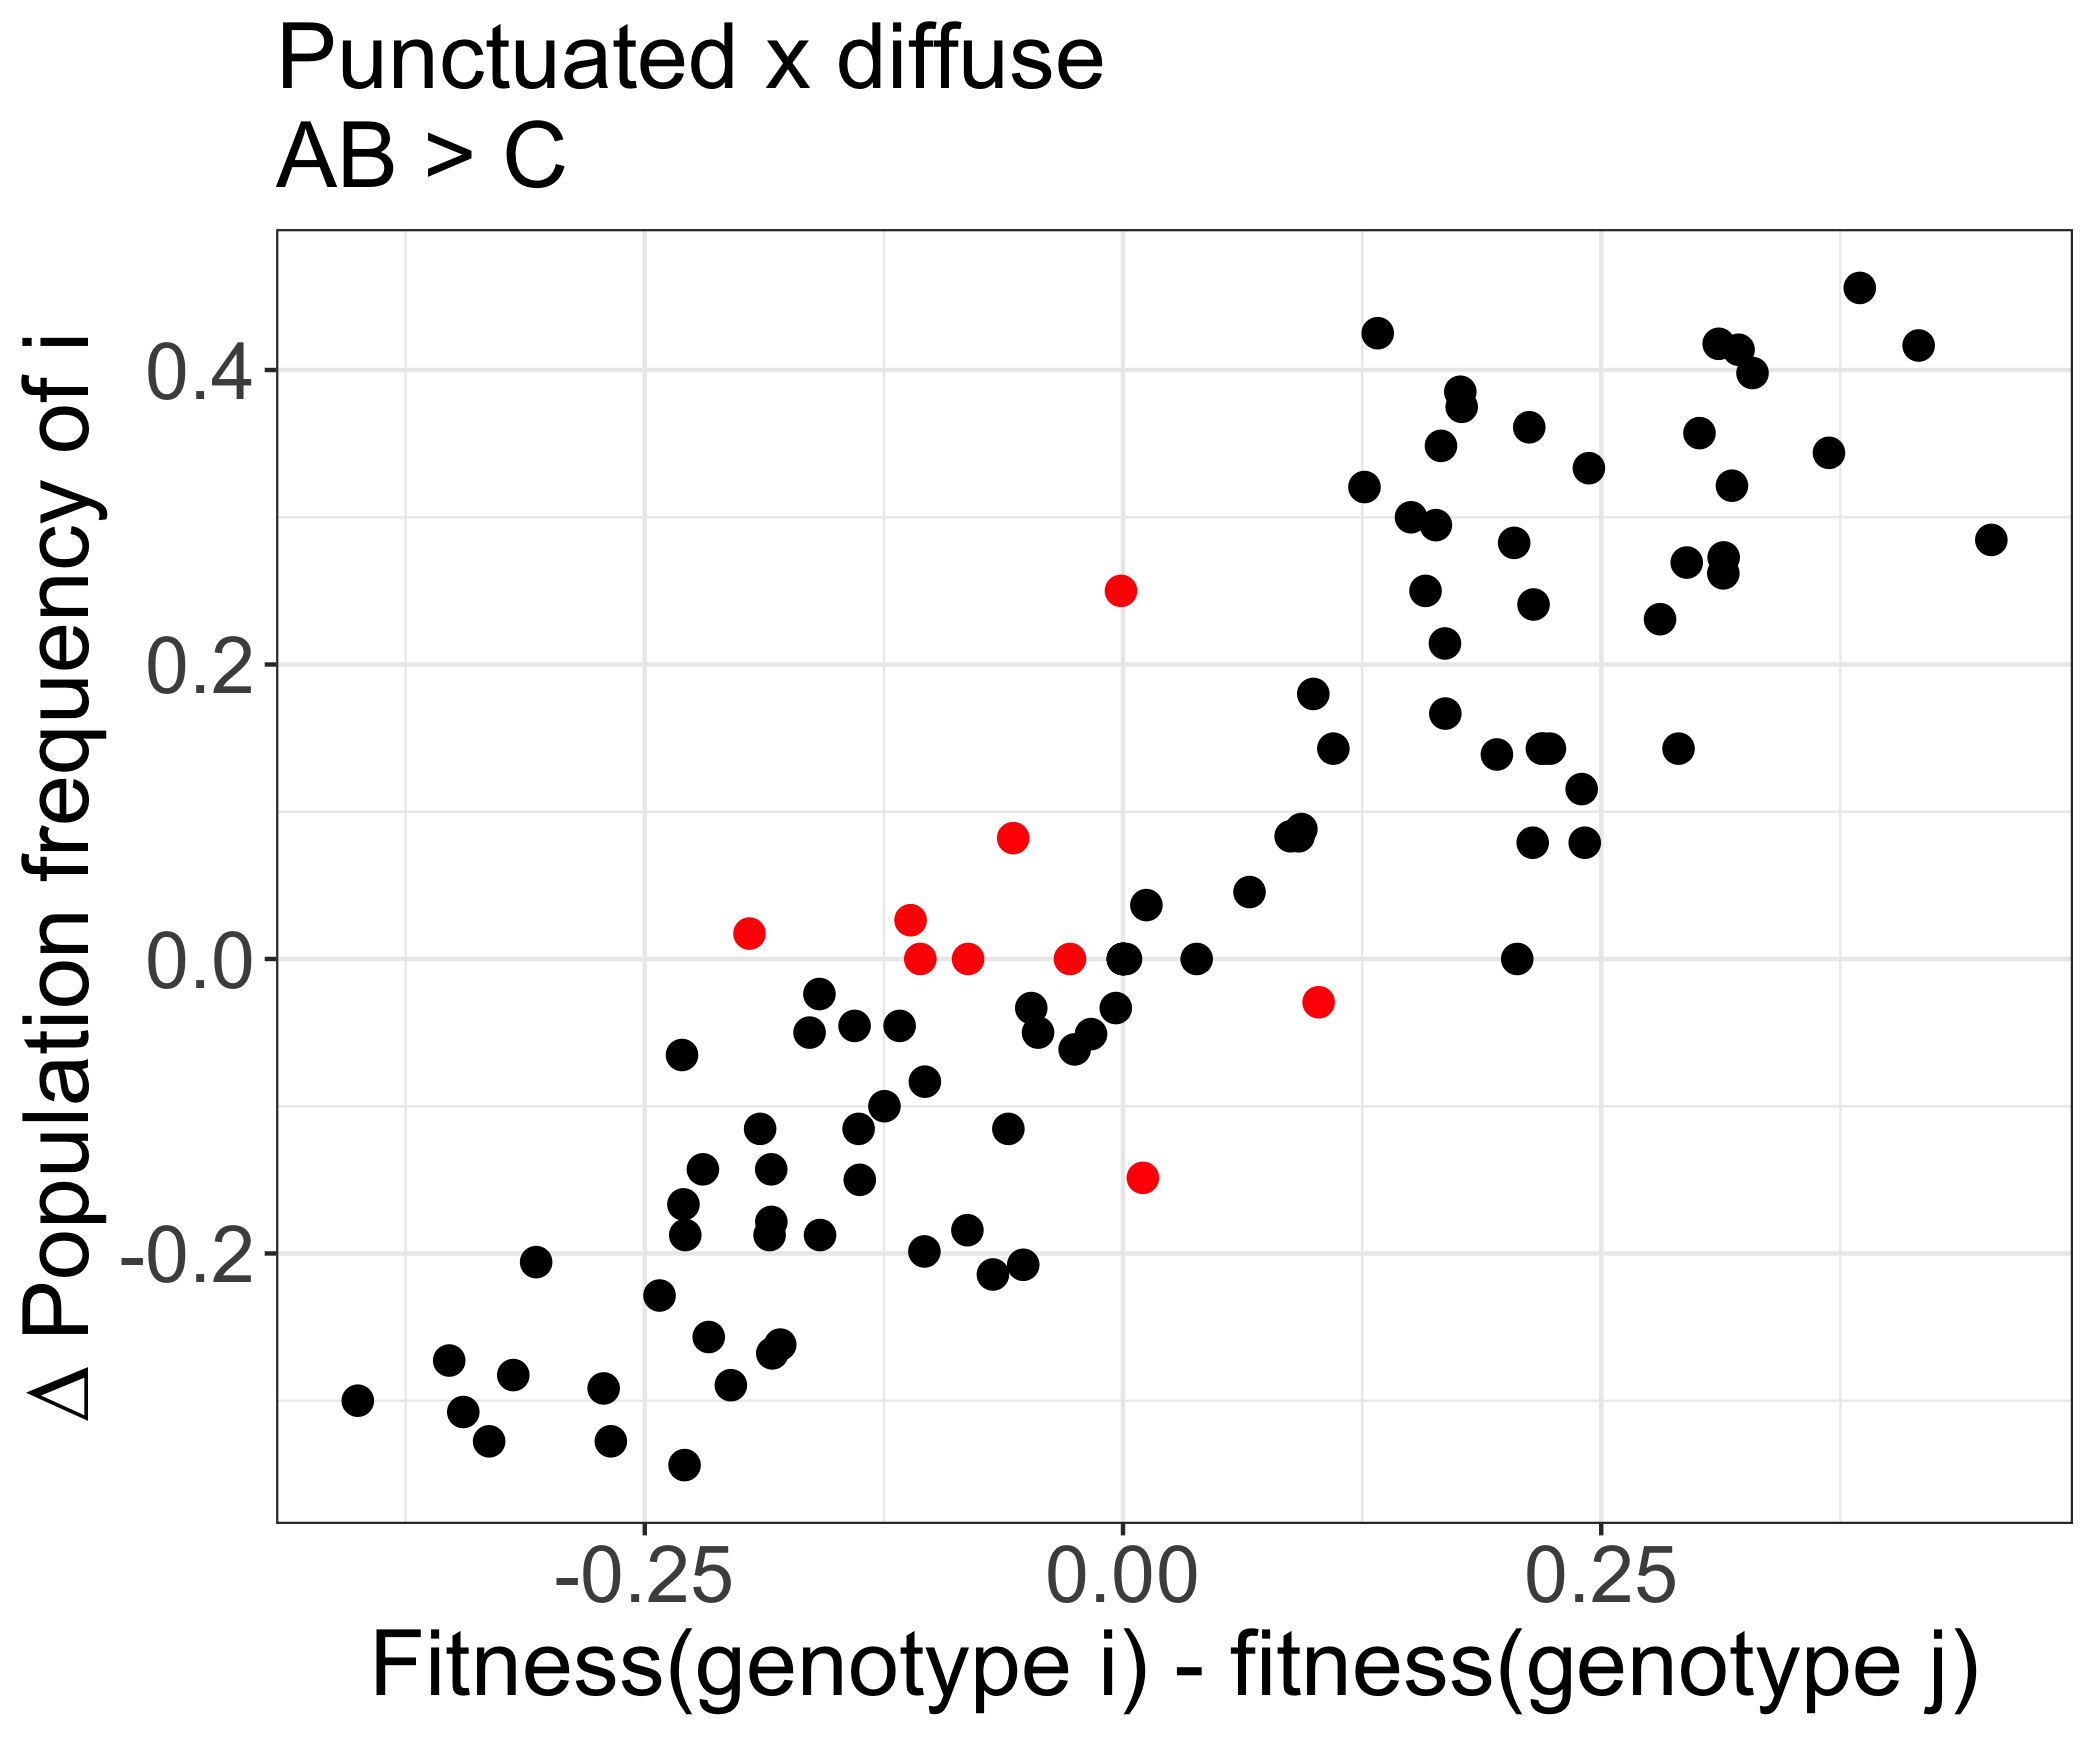 Punctuated x diffuse
AB > C
Δ Population frequency of i
0.4
0.2
0.0
-0.2
-0.25
0.00
0.25
Fitness(genotype i) - fitness(genotype j)